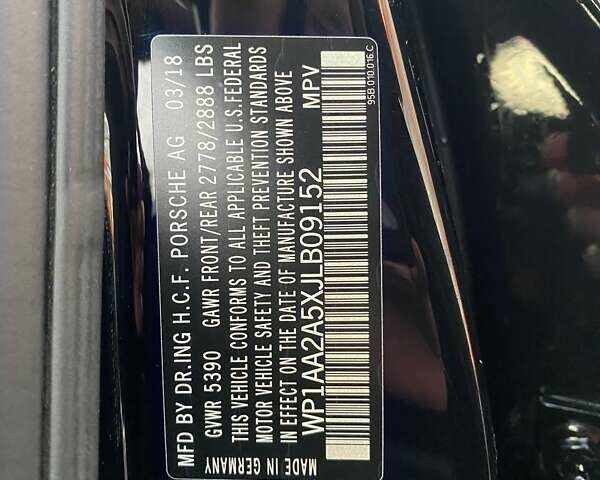 MFD BY DR.ING H.C.F. PORSCHE AG 03/18
GVWR 5390 GAWR FRONT/REAR 2778/2888 LBS
THIS VEHICLE CONFORMS TO ALL APPLICABLE U.S.FEDERAL
MOTOR VEHICLE SAFETY AND THEFT PREVENTION STANDARDS
IN EFFECT ON THE DATE OF MANUFACTURE SHOWN ABOVE
WP1AA2A5XJLB09152 MPV
MADE IN GERMANY
95B.010.016.C